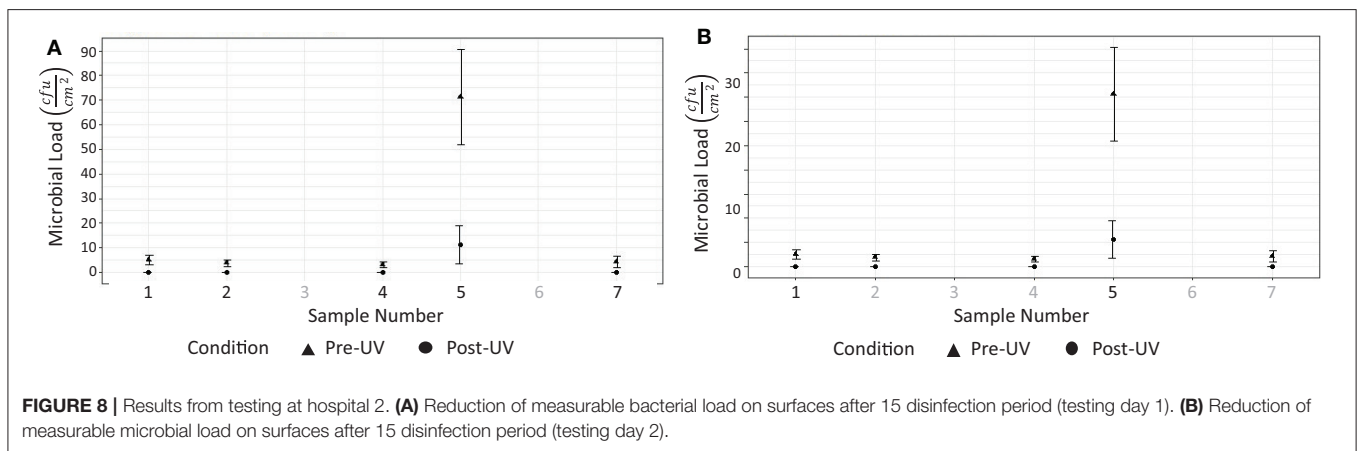 A
Microbial Load (cfu/cm²)
90
80
70
60
50
40
30
20
10
0
1 2 3 4 5 6 7
Sample Number
Condition ▲ Pre-UV ● Post-UV
B
Microbial Load (cfu/cm²)
30
20
10
0
1 2 3 4 5 6 7
Sample Number
Condition ▲ Pre-UV ● Post-UV
FIGURE 8 | Results from testing at hospital 2. (A) Reduction of measurable bacterial load on surfaces after 15 disinfection period (testing day 1). (B) Reduction of
measurable microbial load on surfaces after 15 disinfection period (testing day 2).